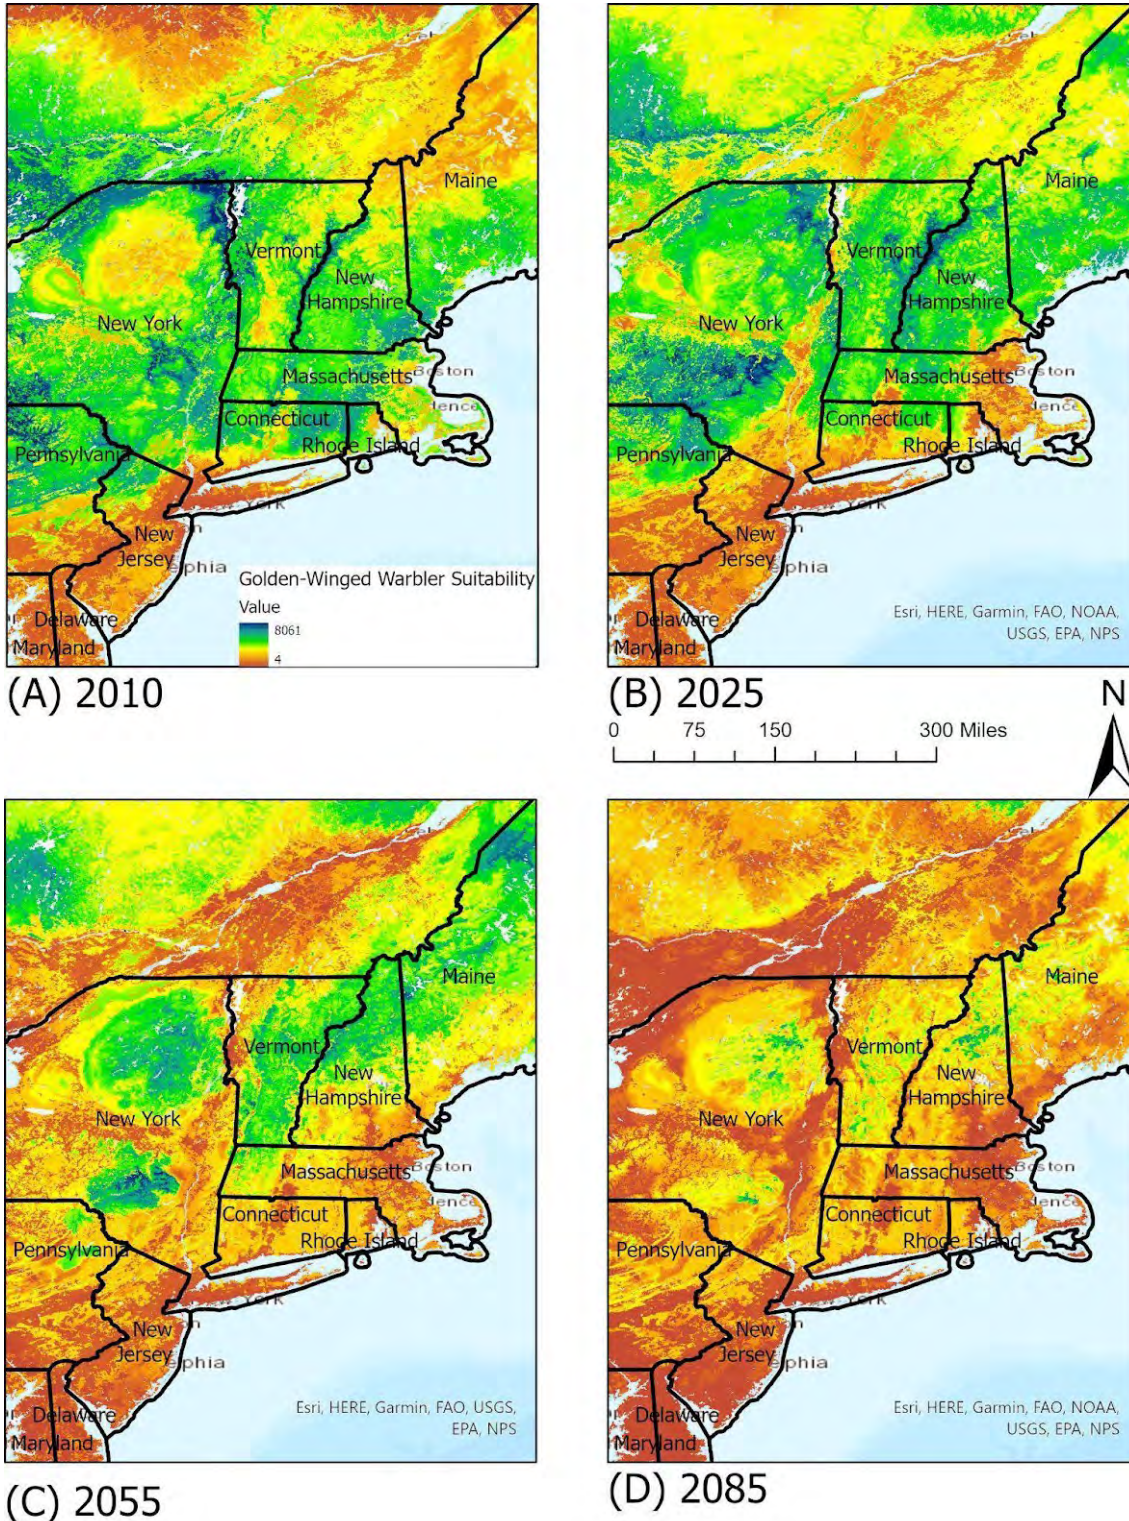 Maine
Vermont
New
Hampshire
New York
Massachusetts
Boston
Connecticut
Rhode Island
Pennsylvania
New
Jersey
Delaware
Maryland
Golden-Winged Warbler Suitability
Value
8061
4
(A) 2010
Maine
Vermont
New
Hampshire
New York
Massachusetts
Boston
Connecticut
Rhode Island
Pennsylvania
New
Jersey
Delaware
Maryland
Esri, HERE, Garmin, FAO, NOAA,
USGS, EPA, NPS
(B) 2025
N
0 75 150 300 Miles
Maine
Vermont
New
Hampshire
New York
Massachusetts
Boston
Connecticut
Rhode Island
Pennsylvania
New
Jersey
Delaware
Maryland
Esri, HERE, Garmin, FAO, USGS,
EPA, NPS
(C) 2055
Maine
Vermont
New
Hampshire
New York
Massachusetts
Boston
Connecticut
Rhode Island
Pennsylvania
New
Jersey
Delaware
Maryland
Esri, HERE, Garmin, FAO, NOAA,
USGS, EPA, NPS
(D) 2085